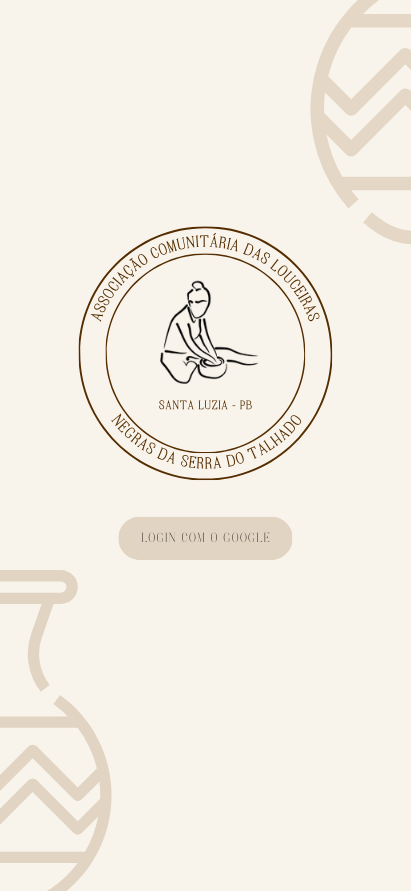 ASSOCIAÇÃO COMUNITÁRIA DAS LOUCEIRAS
SANTA LUZIA - PB
NEGRAS DA SERRA DO TALHADO
LOGIN COM O GOOGLE